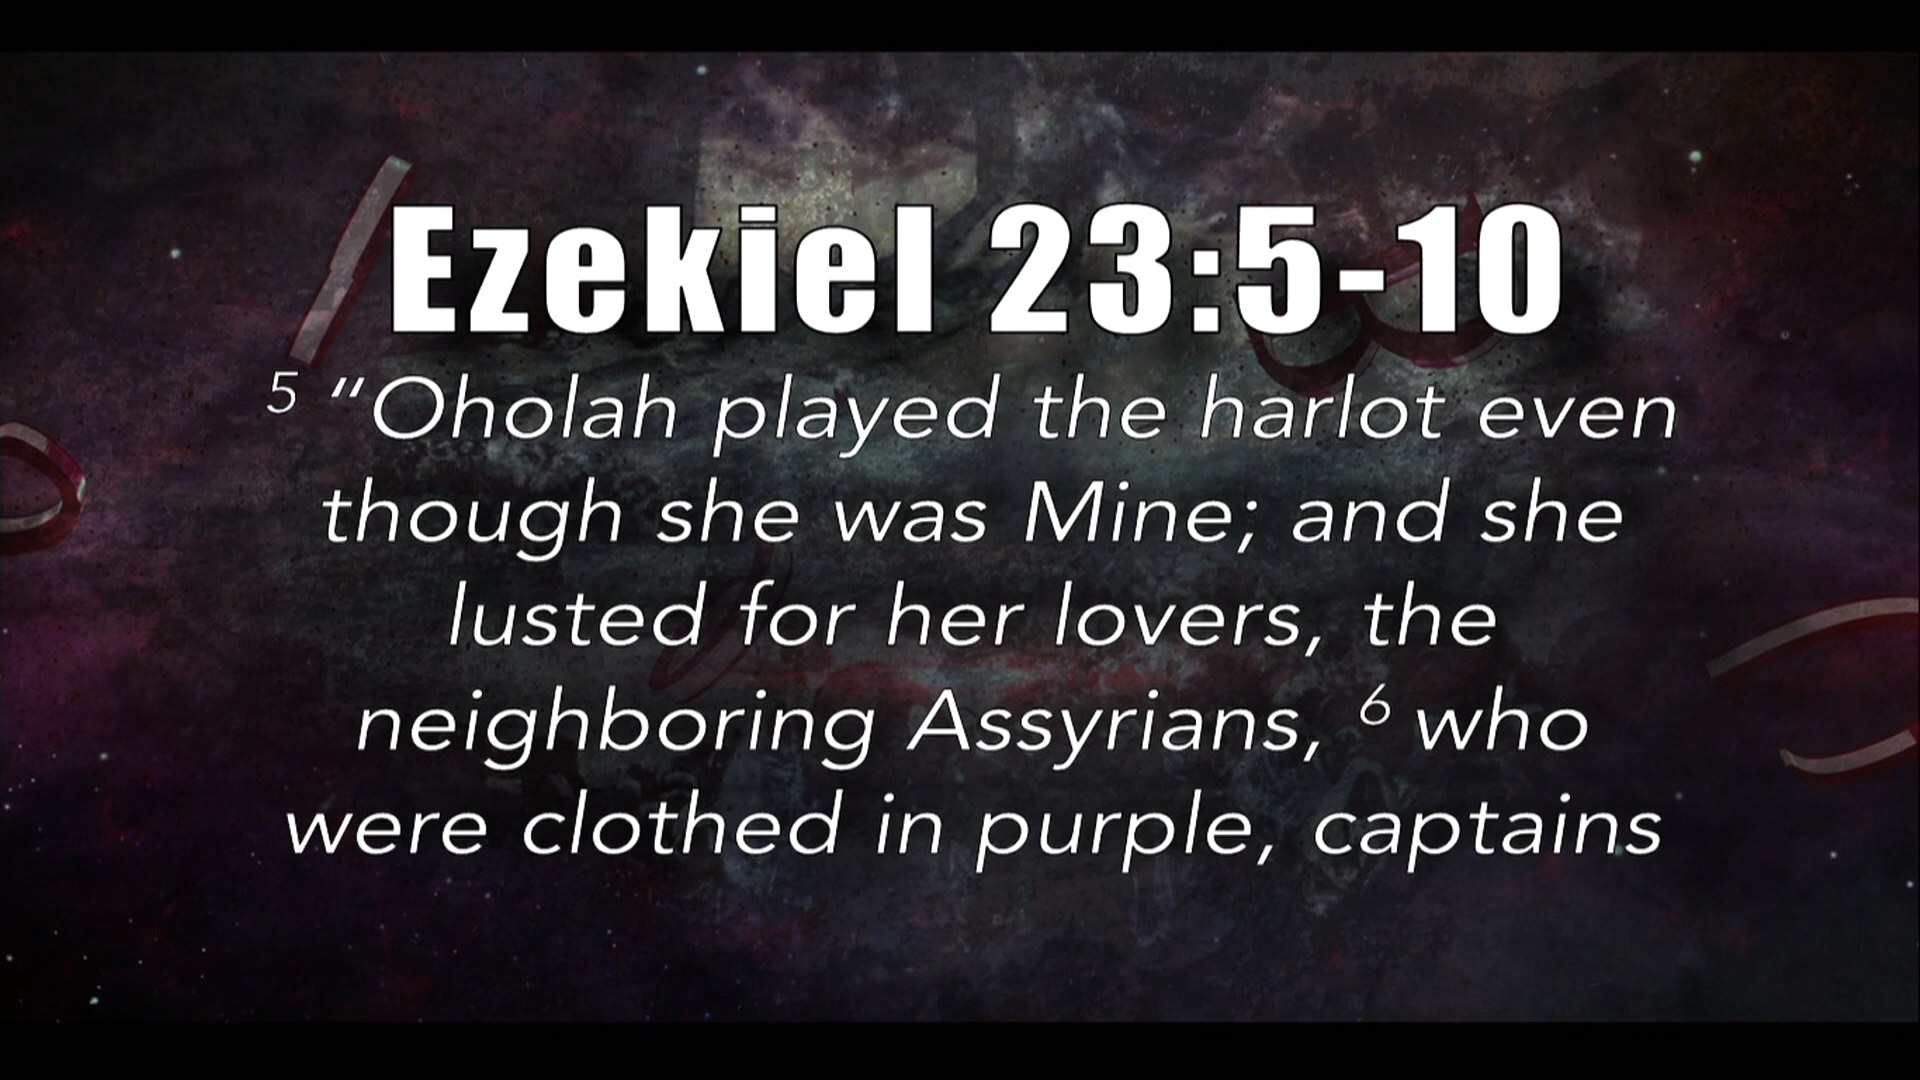 Ezekiel 23:5-10
5 “Oholah played the harlot even
though she was Mine; and she
lusted for her lovers, the
neighboring Assyrians, 6 who
were clothed in purple, captains